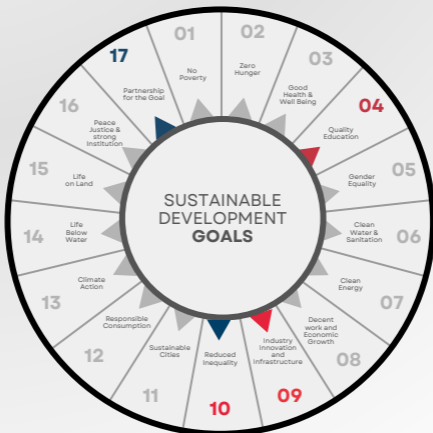 SUSTAINABLE
DEVELOPMENT
GOALS
01
No
Poverty
02
Zero
Hunger
03
Good
Health &
Well Being
04
Quality
Education
05
Gender
Equality
06
Clean
Water &
Sanitation
07
Clean
Energy
08
Decent
work and
Economic
Growth
09
Industry
Innovation
and
Infrastructure
10
Reduced
Inequality
11
Sustainable
Cities
12
Responsible
Consumption
13
Climate
Action
14
Life
Below
Water
15
Life
on Land
16
Peace
Justice &
strong
Institution
17
Partnership
for the Goal